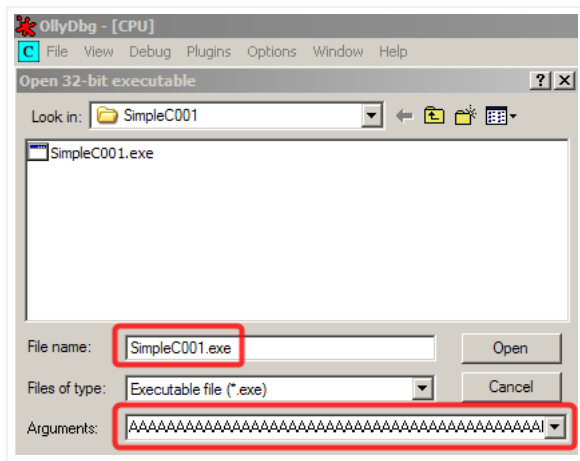 OllyDbg - [CPU]
C File View Debug Plugins Options Window Help
Open 32-bit executable
Look in: SimpleC001
SimpleC001.exe
File name: SimpleC001.exe Open
Files of type: Executable file (*.exe) Cancel
Arguments: